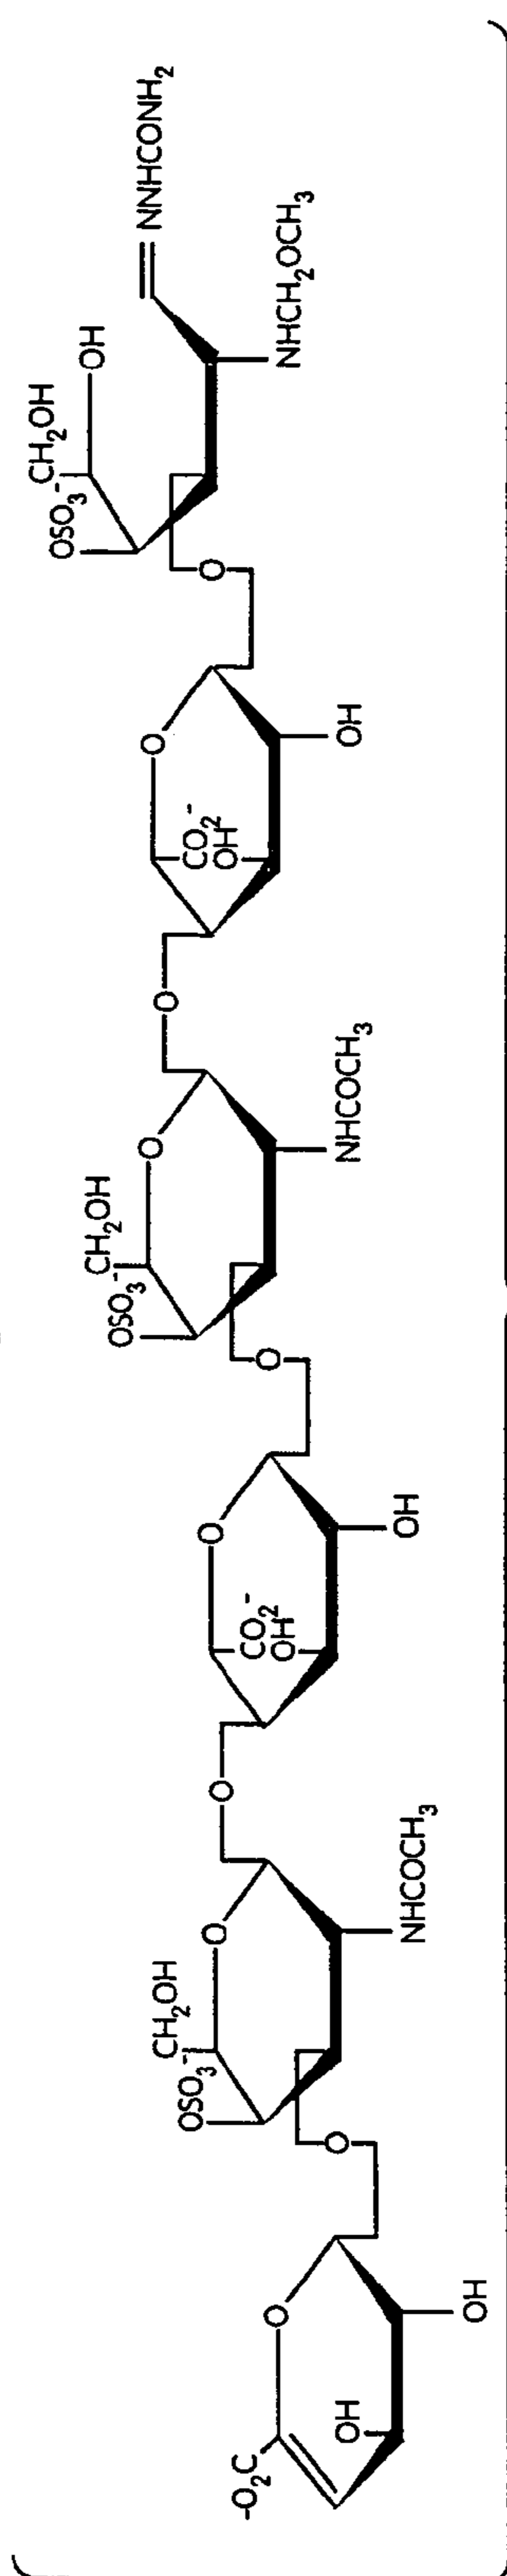 -O₂C
O
OH
OH
O
OSO₃⁻
CH₂OH
O
NHCOCH₃
O
CO₂⁻
OH
O
OH
O
OSO₃⁻
CH₂OH
O
NHCOCH₃
O
CO₂⁻
OH
O
OH
O
OSO₃⁻
CH₂OH
OH
NHCH₂OCH₃
NNHCONH₂